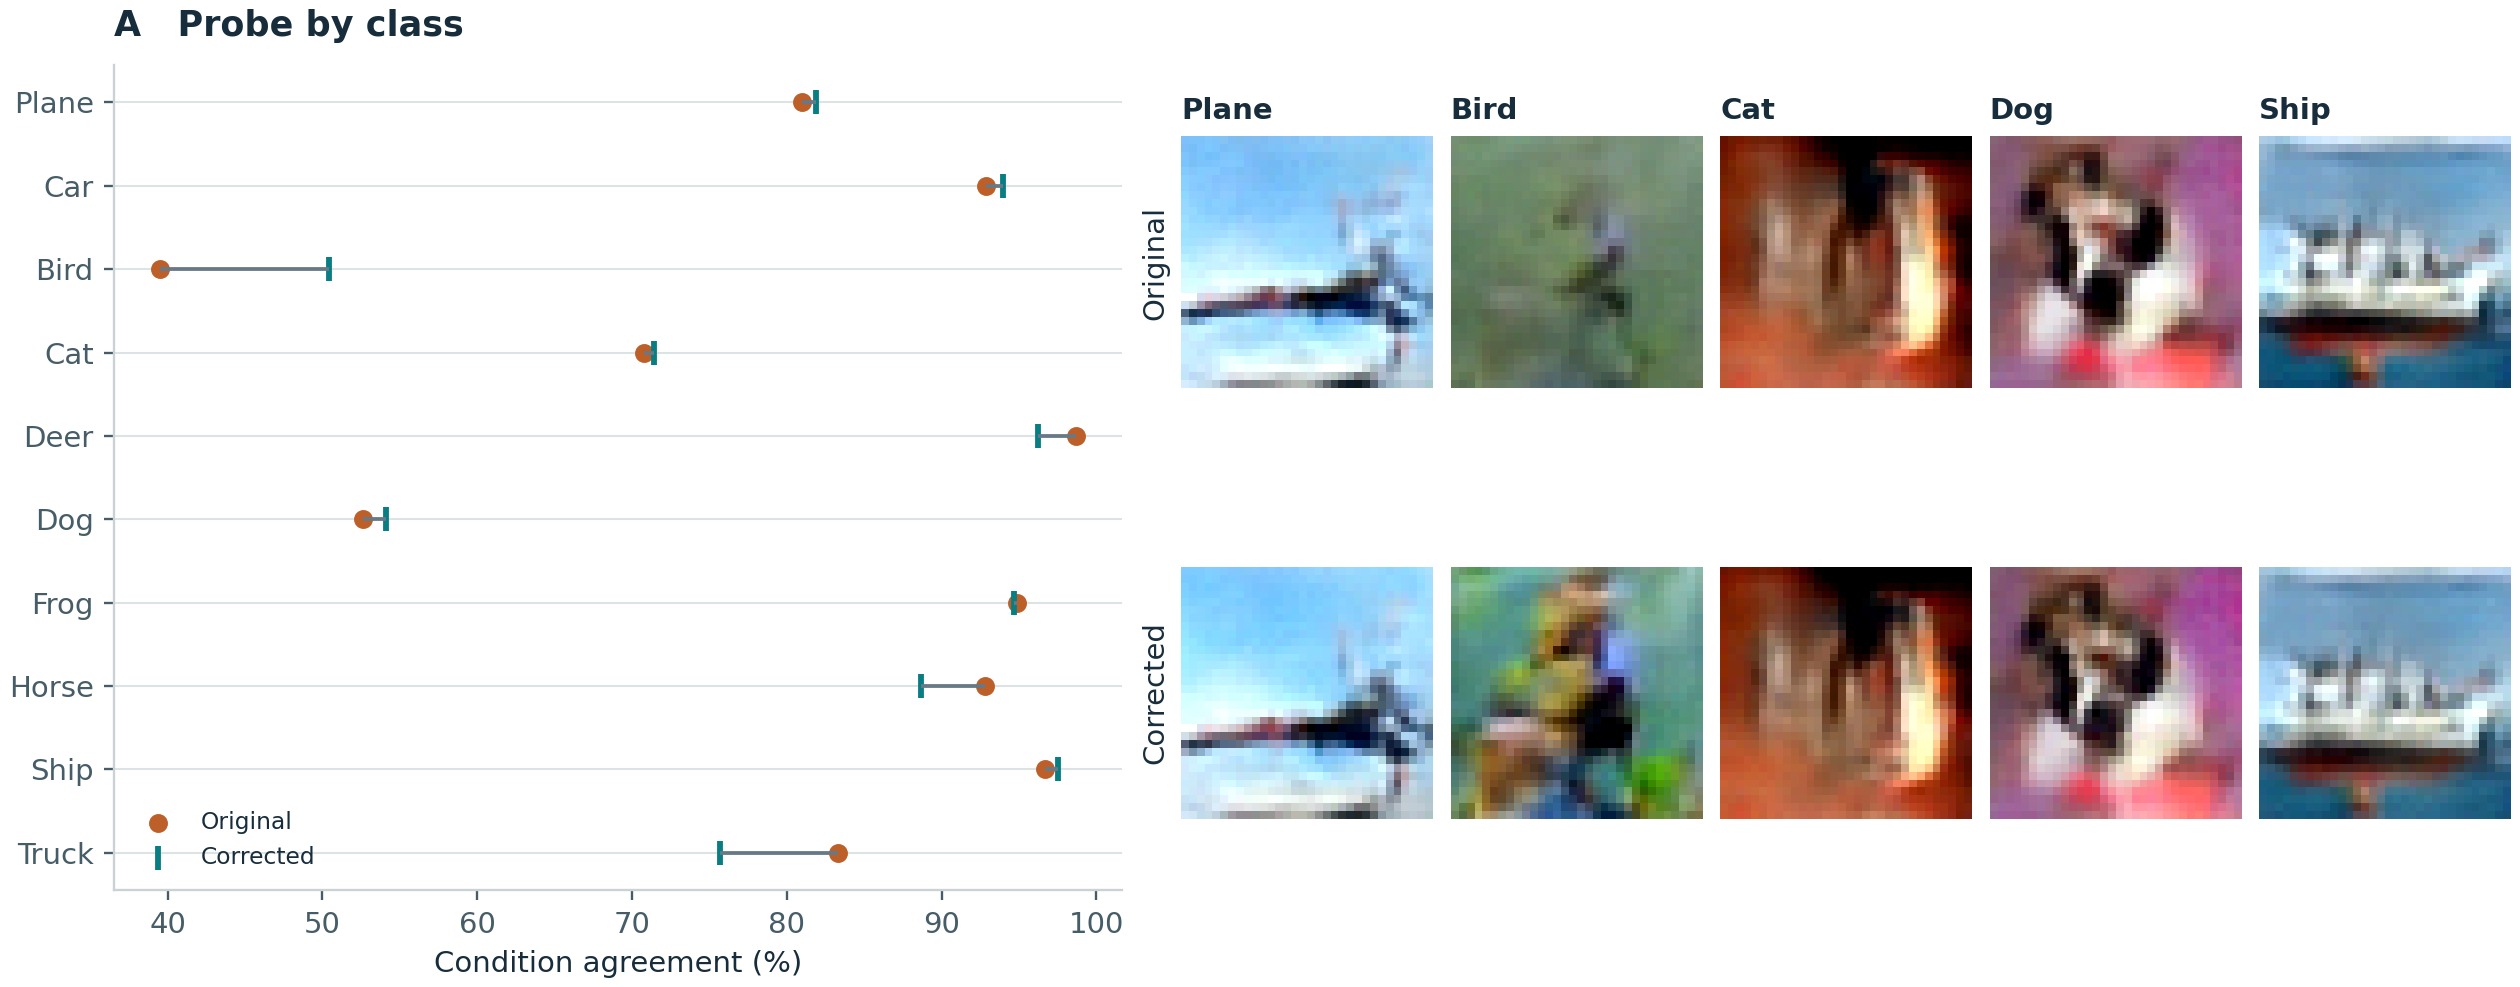 A Probe by class
Plane
Car
Bird
Cat
Deer
Dog
Frog
Horse
Ship
Truck
Original
Corrected
40 50 60 70 80 90 100
Condition agreement (%)
Plane Bird Cat Dog Ship
Original
Corrected